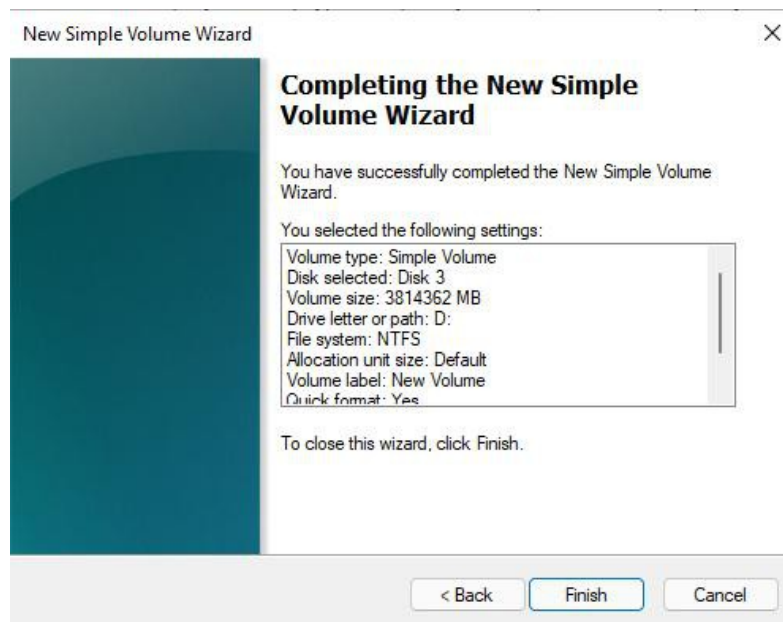 New Simple Volume Wizard
Completing the New Simple
Volume Wizard
You have successfully completed the New Simple Volume
Wizard.
You selected the following settings:
Volume type: Simple Volume
Disk selected: Disk 3
Volume size: 3814362 MB
Drive letter or path: D:
File system: NTFS
Allocation unit size: Default
Volume label: New Volume
Quick format: Yes
To close this wizard, click Finish.
< Back Finish Cancel